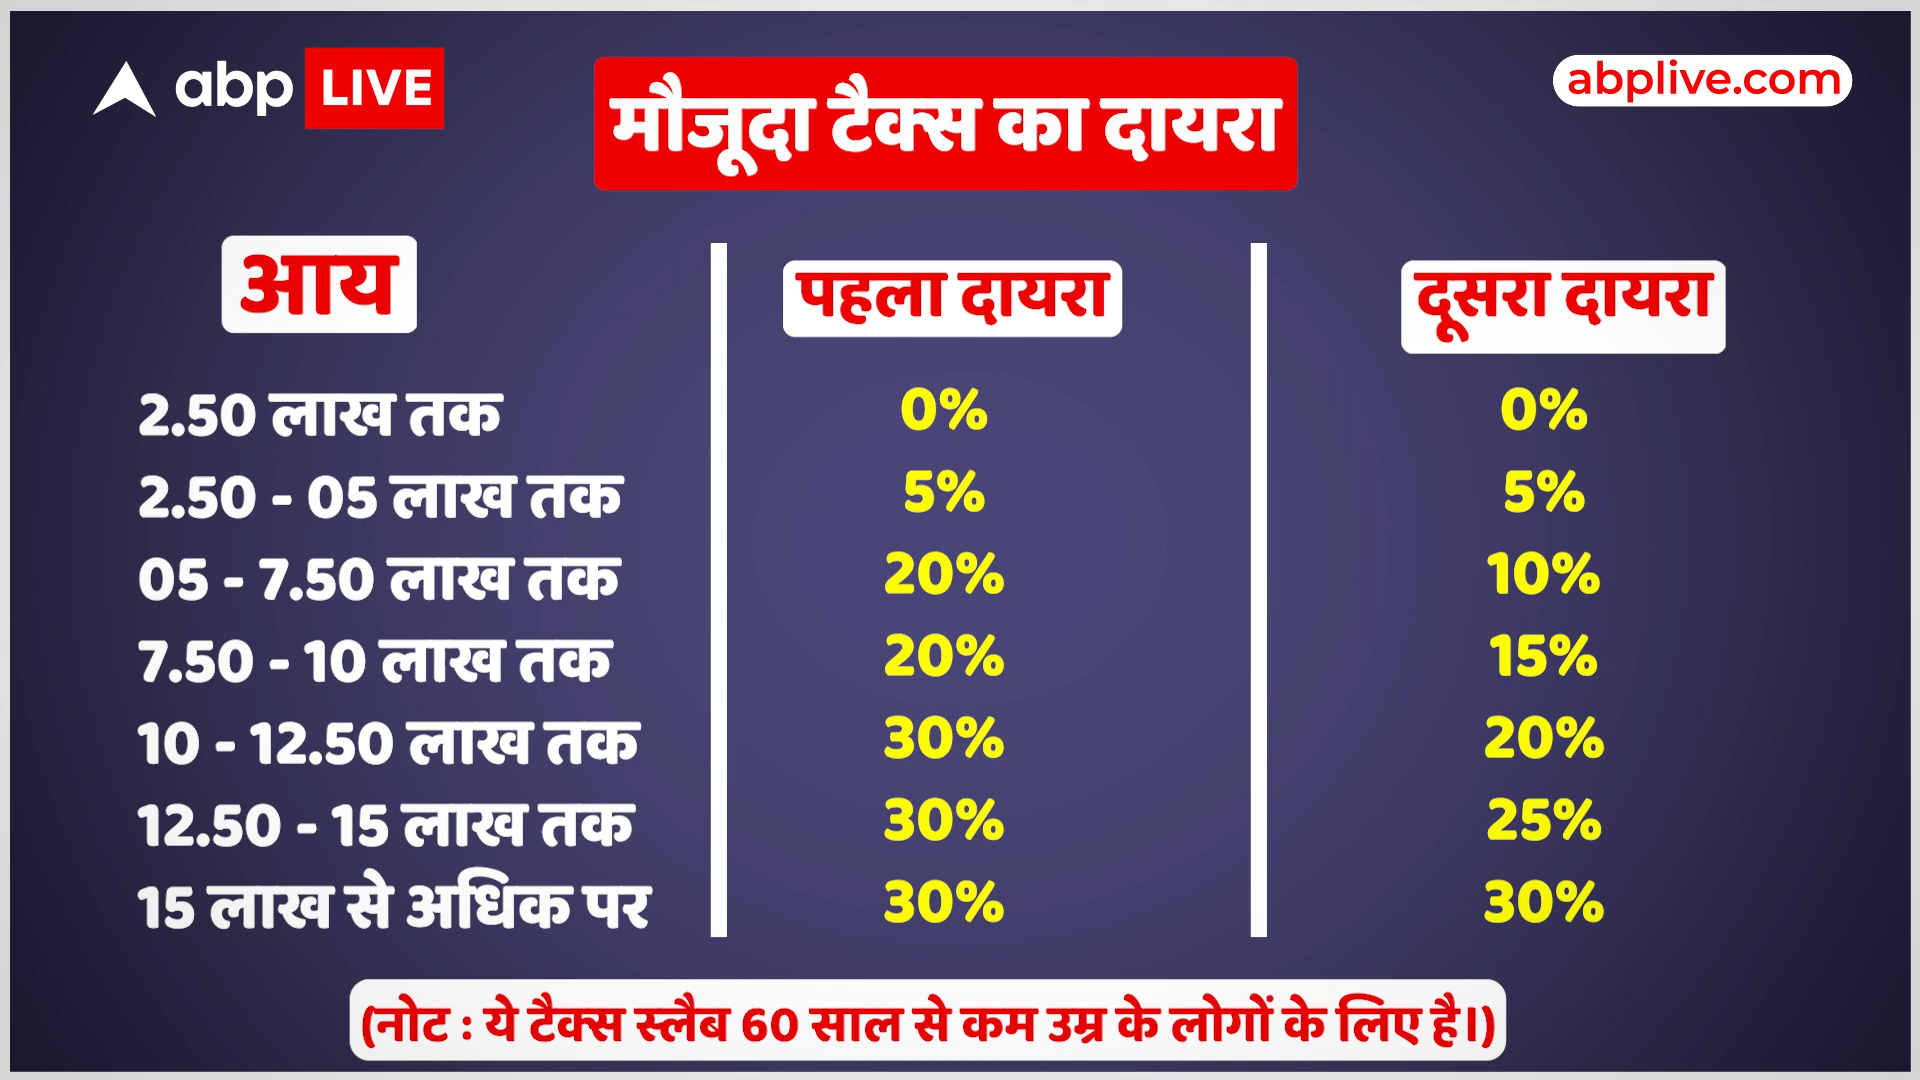 abp LIVE
मौजूदा टैक्स का दायरा
abplive.com
आय पहला दायरा दूसरा दायरा
2.50 लाख तक 0% 0%
2.50 - 05 लाख तक 5% 5%
05 - 7.50 लाख तक 20% 10%
7.50 - 10 लाख तक 20% 15%
10 - 12.50 लाख तक 30% 20%
12.50 - 15 लाख तक 30% 25%
15 लाख से अधिक पर 30% 30%
(नोट : ये टैक्स स्लैब 60 साल से कम उम्र के लोगों के लिए है।)